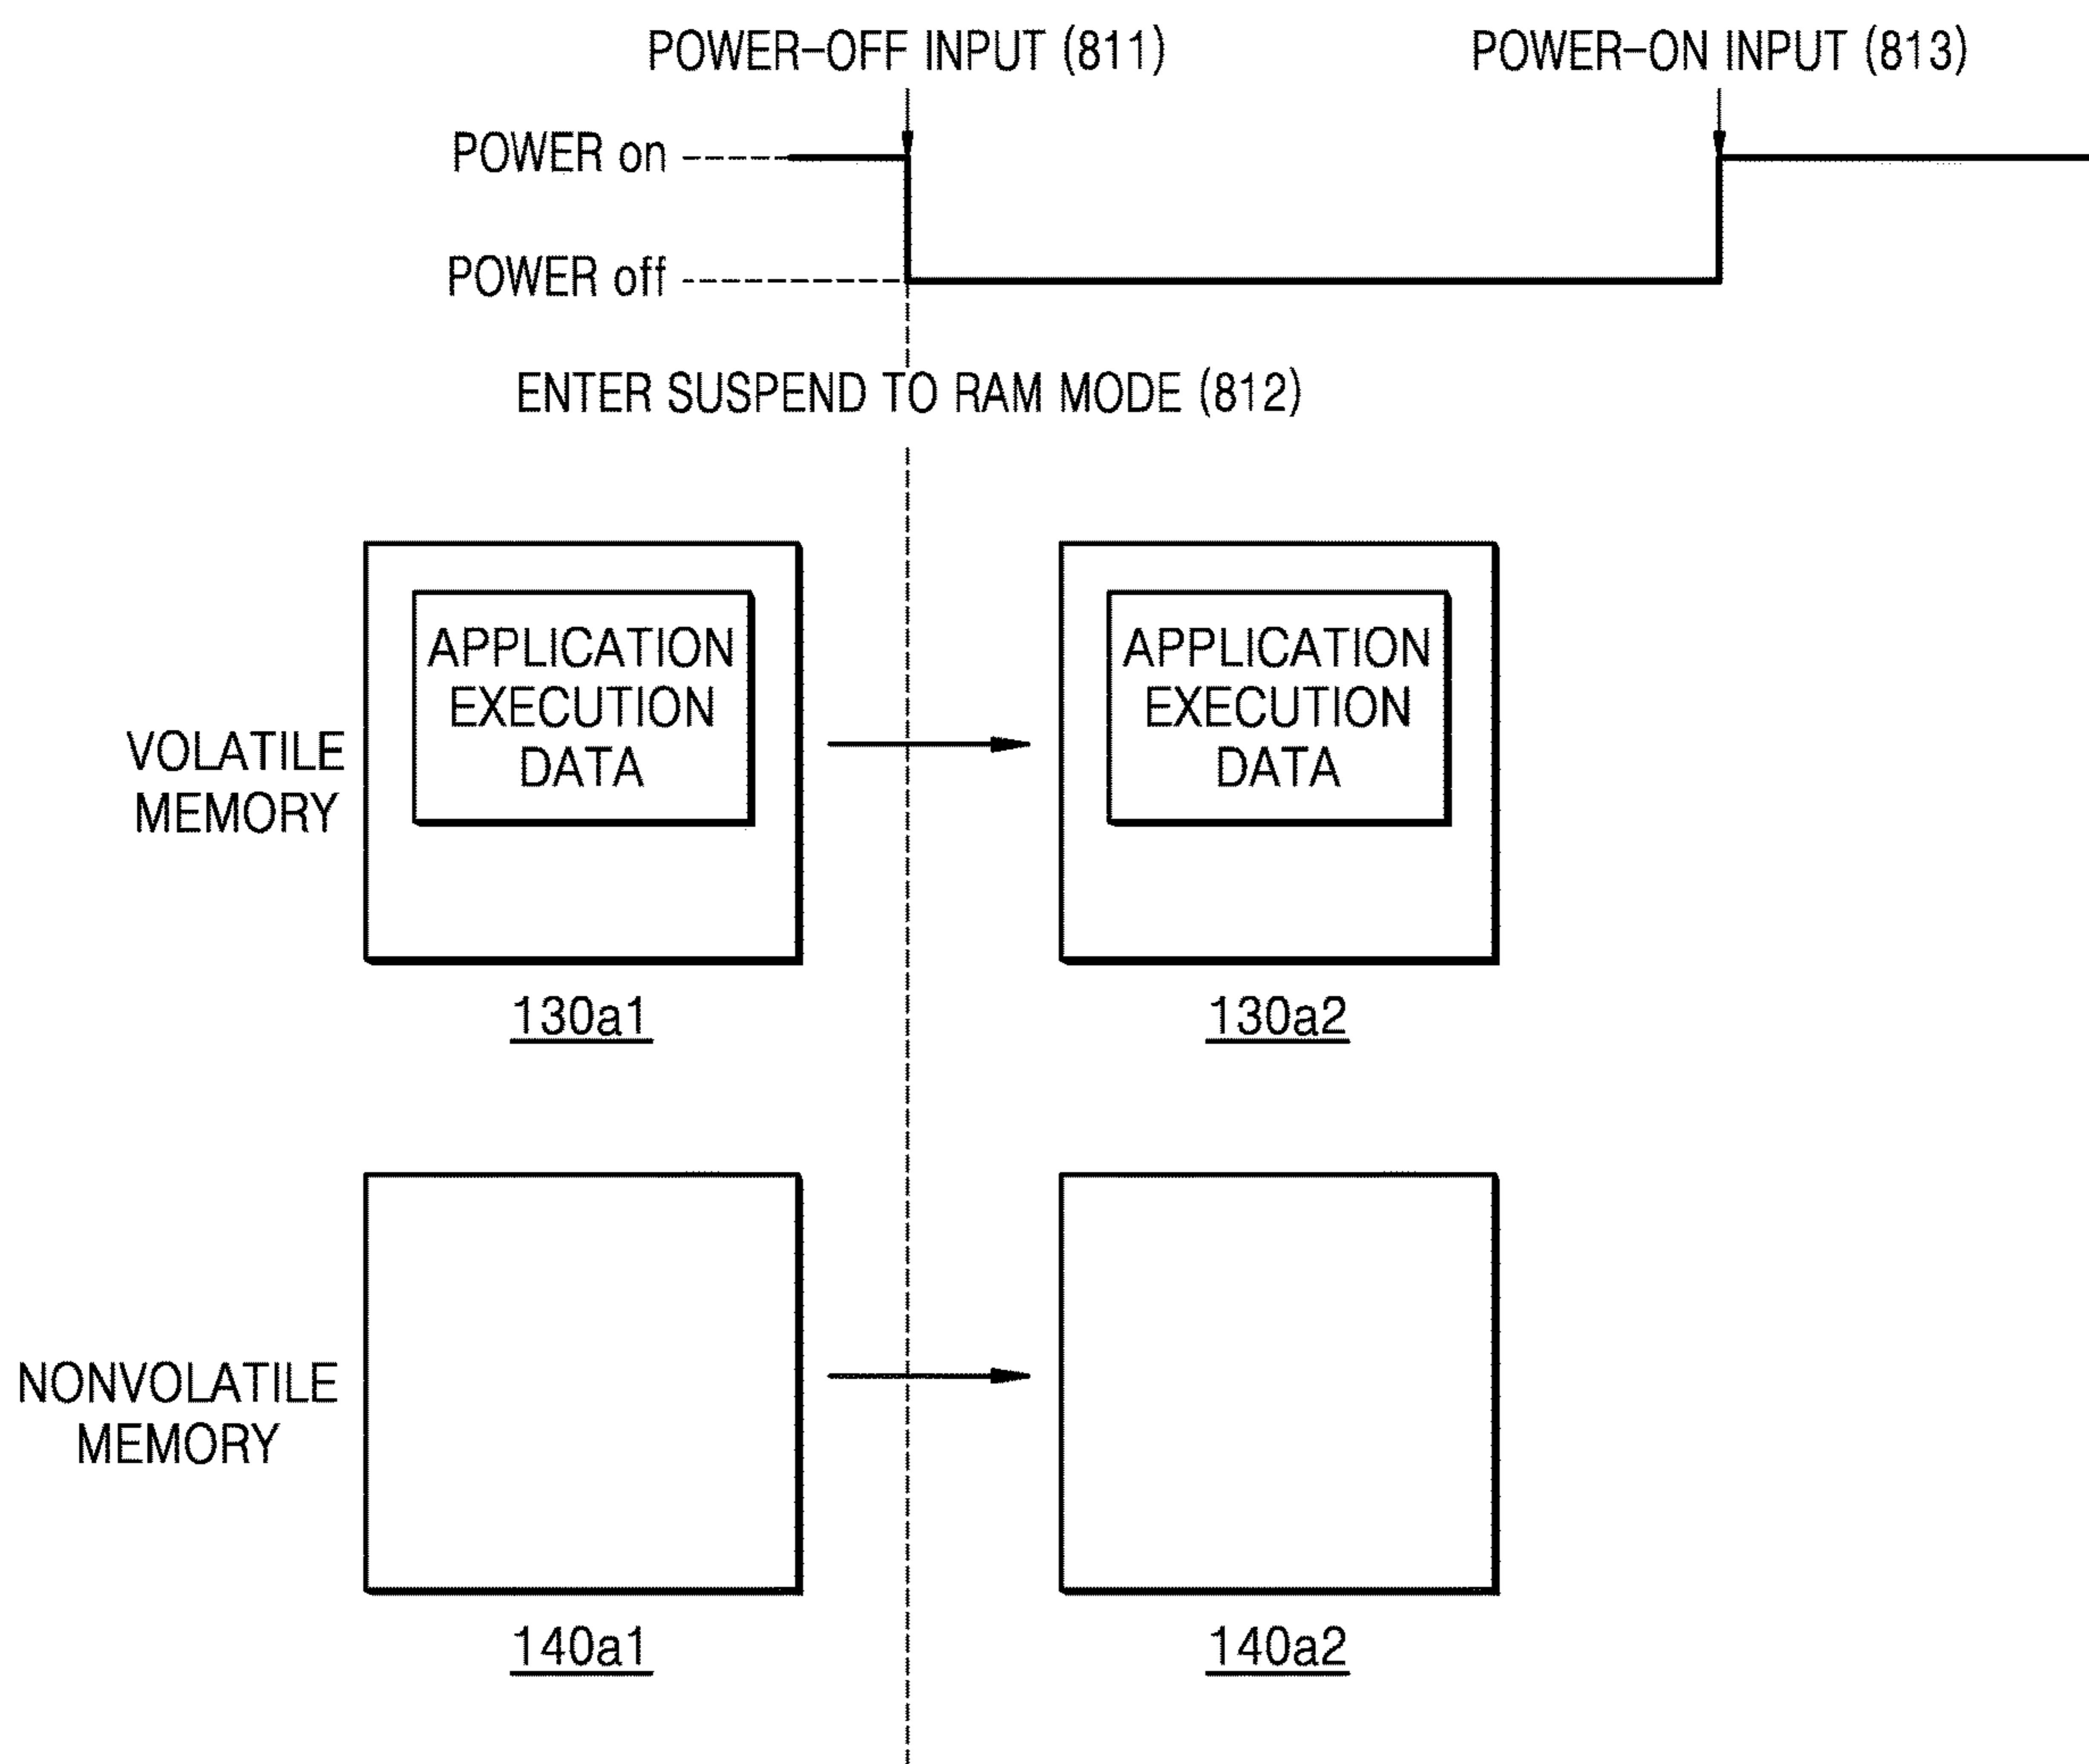 POWER-OFF INPUT (811)
POWER-ON INPUT (813)
POWER on
POWER off
ENTER SUSPEND TO RAM MODE (812)
VOLATILE
MEMORY
APPLICATION
EXECUTION
DATA
APPLICATION
EXECUTION
DATA
130a1
130a2
NONVOLATILE
MEMORY
140a1
140a2